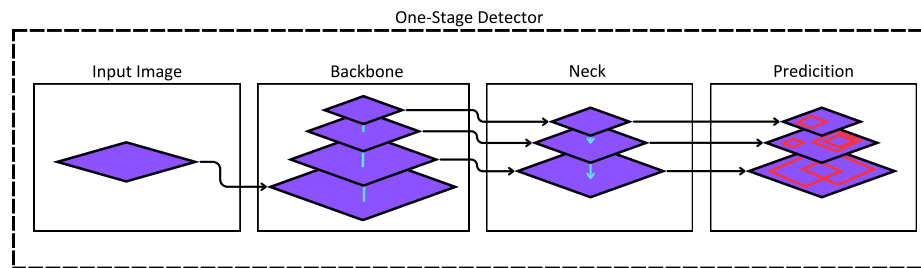 One-Stage Detector
Input Image
Backbone
Neck
Predicition